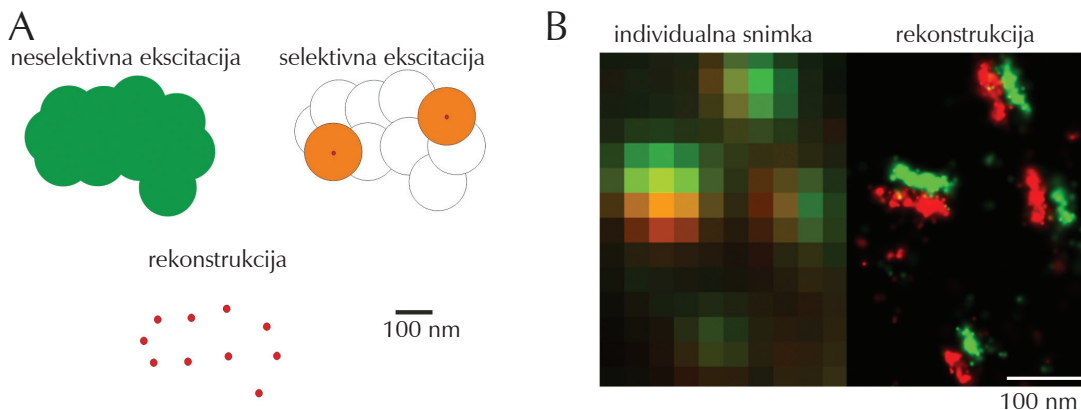 A
neselektivna ekscitacija
selektivna ekscitacija
rekonstrukcija
100 nm
B
individualna snimka
rekonstrukcija
100 nm